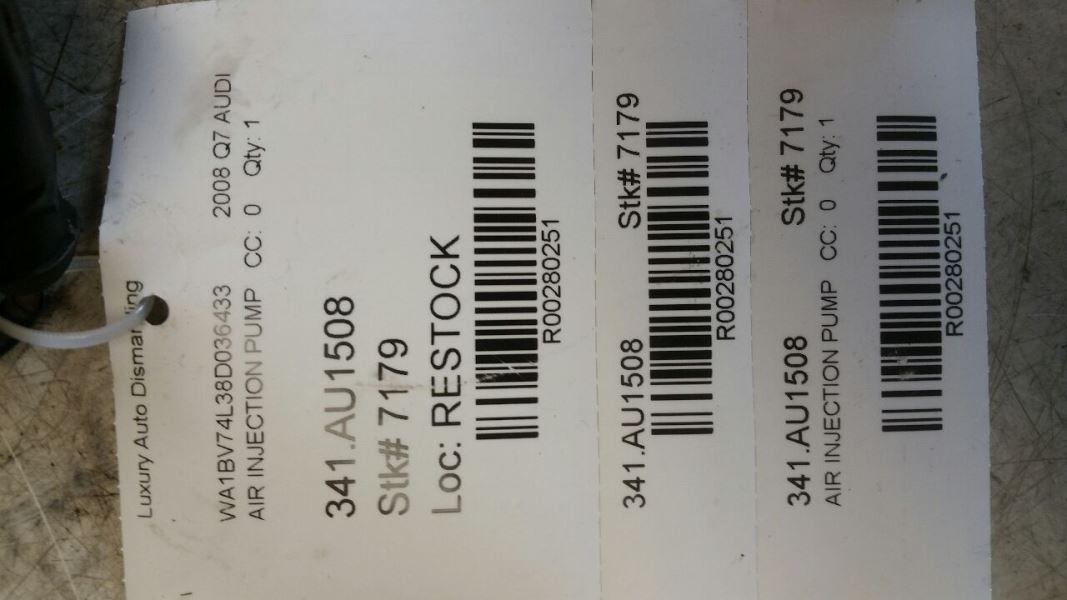 Luxury Auto Dismantling
WA1BV74L38D036433 2008 Q7 AUDI
AIR INJECTION PUMP CC: 0 Qty: 1
341.AU1508
Stk# 7179
Loc: RESTOCK
R00280251
341.AU1508 Stk# 7179
R00280251
341.AU1508 Stk# 7179
AIR INJECTION PUMP CC: 0 Qty: 1
R00280251